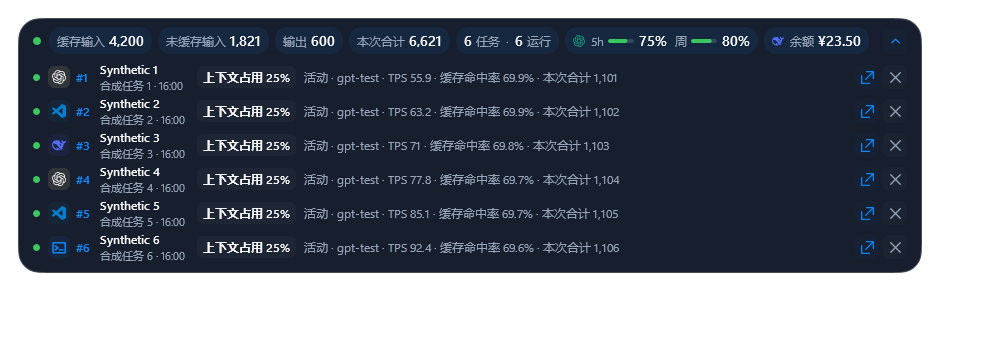 缓存输入 4,200 未缓存输入 1,821 输出 600 本次合计 6,621 6 任务 · 6 运行 5h 75% 周 80% 余额 ¥23.50
#1 Synthetic 1 上下文占用 25% 活动 · gpt-test · TPS 55.9 · 缓存命中率 69.9% · 本次合计 1,101
合成任务 1 · 16:00
#2 Synthetic 2 上下文占用 25% 活动 · gpt-test · TPS 63.2 · 缓存命中率 69.9% · 本次合计 1,102
合成任务 2 · 16:00
#3 Synthetic 3 上下文占用 25% 活动 · gpt-test · TPS 71 · 缓存命中率 69.8% · 本次合计 1,103
合成任务 3 · 16:00
#4 Synthetic 4 上下文占用 25% 活动 · gpt-test · TPS 77.8 · 缓存命中率 69.7% · 本次合计 1,104
合成任务 4 · 16:00
#5 Synthetic 5 上下文占用 25% 活动 · gpt-test · TPS 85.1 · 缓存命中率 69.7% · 本次合计 1,105
合成任务 5 · 16:00
#6 Synthetic 6 上下文占用 25% 活动 · gpt-test · TPS 92.4 · 缓存命中率 69.6% · 本次合计 1,106
合成任务 6 · 16:00